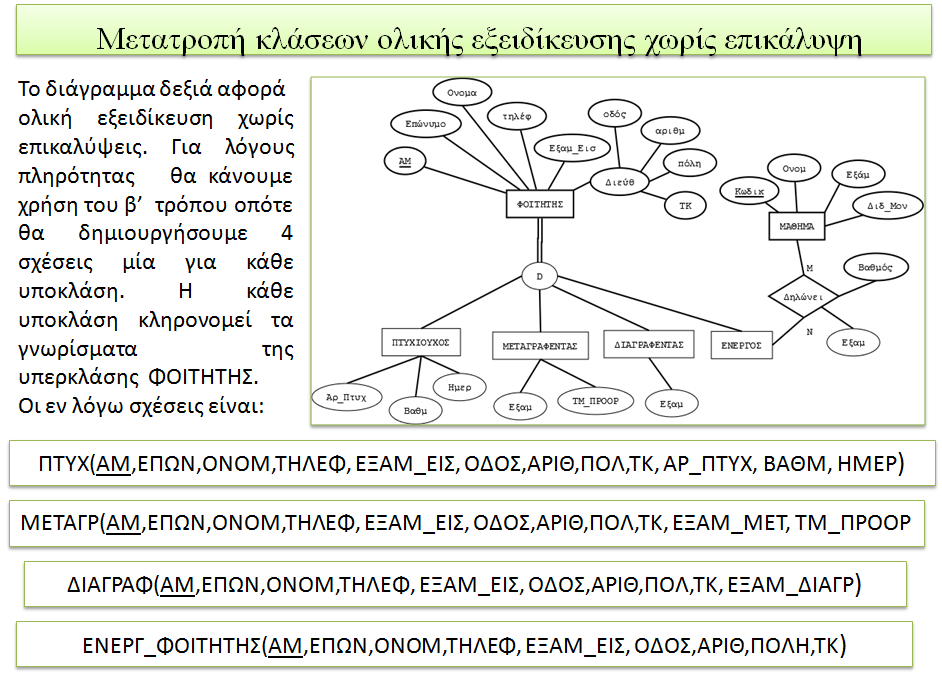 Μετατροπή κλάσεων ολικής εξειδίκευσης χωρίς επικάλυψη
Το διάγραμμα δεξιά αφορά
ολική εξειδίκευση χωρίς
επικαλύψεις. Για λόγους
πληρότητας θα κάνουμε
χρήση του β’ τρόπου οπότε
θα δημιουργήσουμε 4
σχέσεις μία για κάθε
υποκλάση. Η κάθε
υποκλάση κληρονομεί τα
γνωρίσματα της
υπερκλάσης ΦΟΙΤΗΤΗΣ.
Οι εν λόγω σχέσεις είναι:
Ονομα
Επώνυμο
τηλέφ
ΑΜ
Εξαμ_Εισ
οδός
αριθμ
πόλη
Διεύθ
ΤΚ
ΦΟΙΤΗΤΗΣ
Ονομ
Κωδικ
Εξάμ
Διδ_Μον
ΜΑΘΗΜΑ
D
Μ
Βαθμός
Δηλώνει
Ν
Εξαμ
ΠΤΥΧΙΟΥΧΟΣ
ΜΕΤΑΓΡΑΦΕΝΤΑΣ
ΔΙΑΓΡΑΦΕΝΤΑΣ
ΕΝΕΡΓΟΣ
Αρ_Πτυχ
Βαθμ
Ημερ
Εξαμ
ΤΜ_ΠΡΟΟΡ
Εξαμ
ΠΤΥΧ(ΑΜ,ΕΠΩΝ,ΟΝΟΜ,ΤΗΛΕΦ, ΕΞΑΜ_ΕΙΣ, ΟΔΟΣ,ΑΡΙΘ,ΠΟΛ,ΤΚ, ΑΡ_ΠΤΥΧ, ΒΑΘΜ, ΗΜΕΡ)
ΜΕΤΑΓΡ(ΑΜ,ΕΠΩΝ,ΟΝΟΜ,ΤΗΛΕΦ, ΕΞΑΜ_ΕΙΣ, ΟΔΟΣ,ΑΡΙΘ,ΠΟΛ,ΤΚ, ΕΞΑΜ_ΜΕΤ, ΤΜ_ΠΡΟΟΡ
ΔΙΑΓΡΑΦ(ΑΜ,ΕΠΩΝ,ΟΝΟΜ,ΤΗΛΕΦ, ΕΞΑΜ_ΕΙΣ, ΟΔΟΣ,ΑΡΙΘ,ΠΟΛ,ΤΚ, ΕΞΑΜ_ΔΙΑΓΡ)
ΕΝΕΡΓ_ΦΟΙΤΗΤΗΣ(ΑΜ,ΕΠΩΝ,ΟΝΟΜ,ΤΗΛΕΦ, ΕΞΑΜ_ΕΙΣ, ΟΔΟΣ,ΑΡΙΘ,ΠΟΛΗ,ΤΚ)